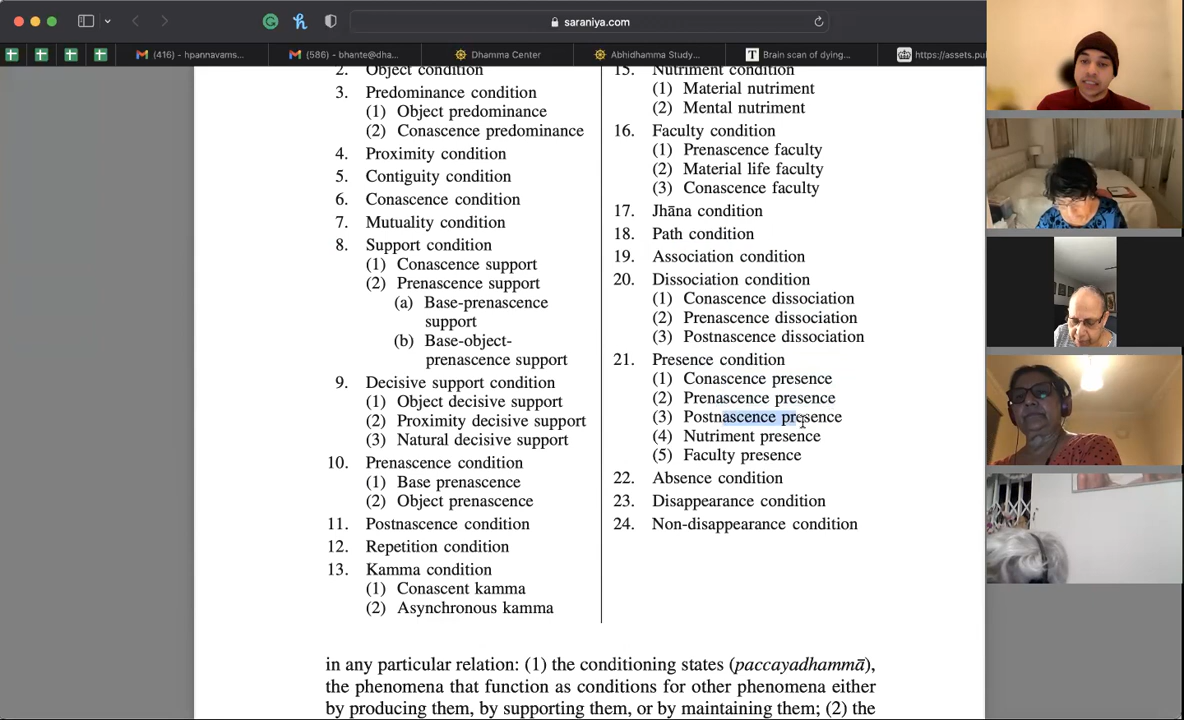 saraniya.com
(416) - hpannavams...
(586) - bhante@dha...
Dhamma Center
Abhidhamma Study...
T Brain scan of dying...
https://assets.pu
2. Object condition
3. Predominance condition
(1) Object predominance
(2) Conascence predominance
4. Proximity condition
5. Contiguity condition
6. Conascence condition
7. Mutuality condition
8. Support condition
(1) Conascence support
(2) Prenascence support
(a) Base-prenascence
support
(b) Base-object-
prenascence support
9. Decisive support condition
(1) Object decisive support
(2) Proximity decisive support
(3) Natural decisive support
10. Prenascence condition
(1) Base prenascence
(2) Object prenascence
11. Postnascence condition
12. Repetition condition
13. Kamma condition
(1) Conascent kamma
(2) Asynchronous kamma
15. Nutriment condition
(1) Material nutriment
(2) Mental nutriment
16. Faculty condition
(1) Prenascence faculty
(2) Material life faculty
(3) Conascence faculty
17. Jhāna condition
18. Path condition
19. Association condition
20. Dissociation condition
(1) Conascence dissociation
(2) Prenascence dissociation
(3) Postnascence dissociation
21. Presence condition
(1) Conascence presence
(2) Prenascence presence
(3) Postnascence presence
(4) Nutriment presence
(5) Faculty presence
22. Absence condition
23. Disappearance condition
24. Non-disappearance condition
in any particular relation: (1) the conditioning states (paccayadhammā),
the phenomena that function as conditions for other phenomena either
by producing them, by supporting them, or by maintaining them; (2) the